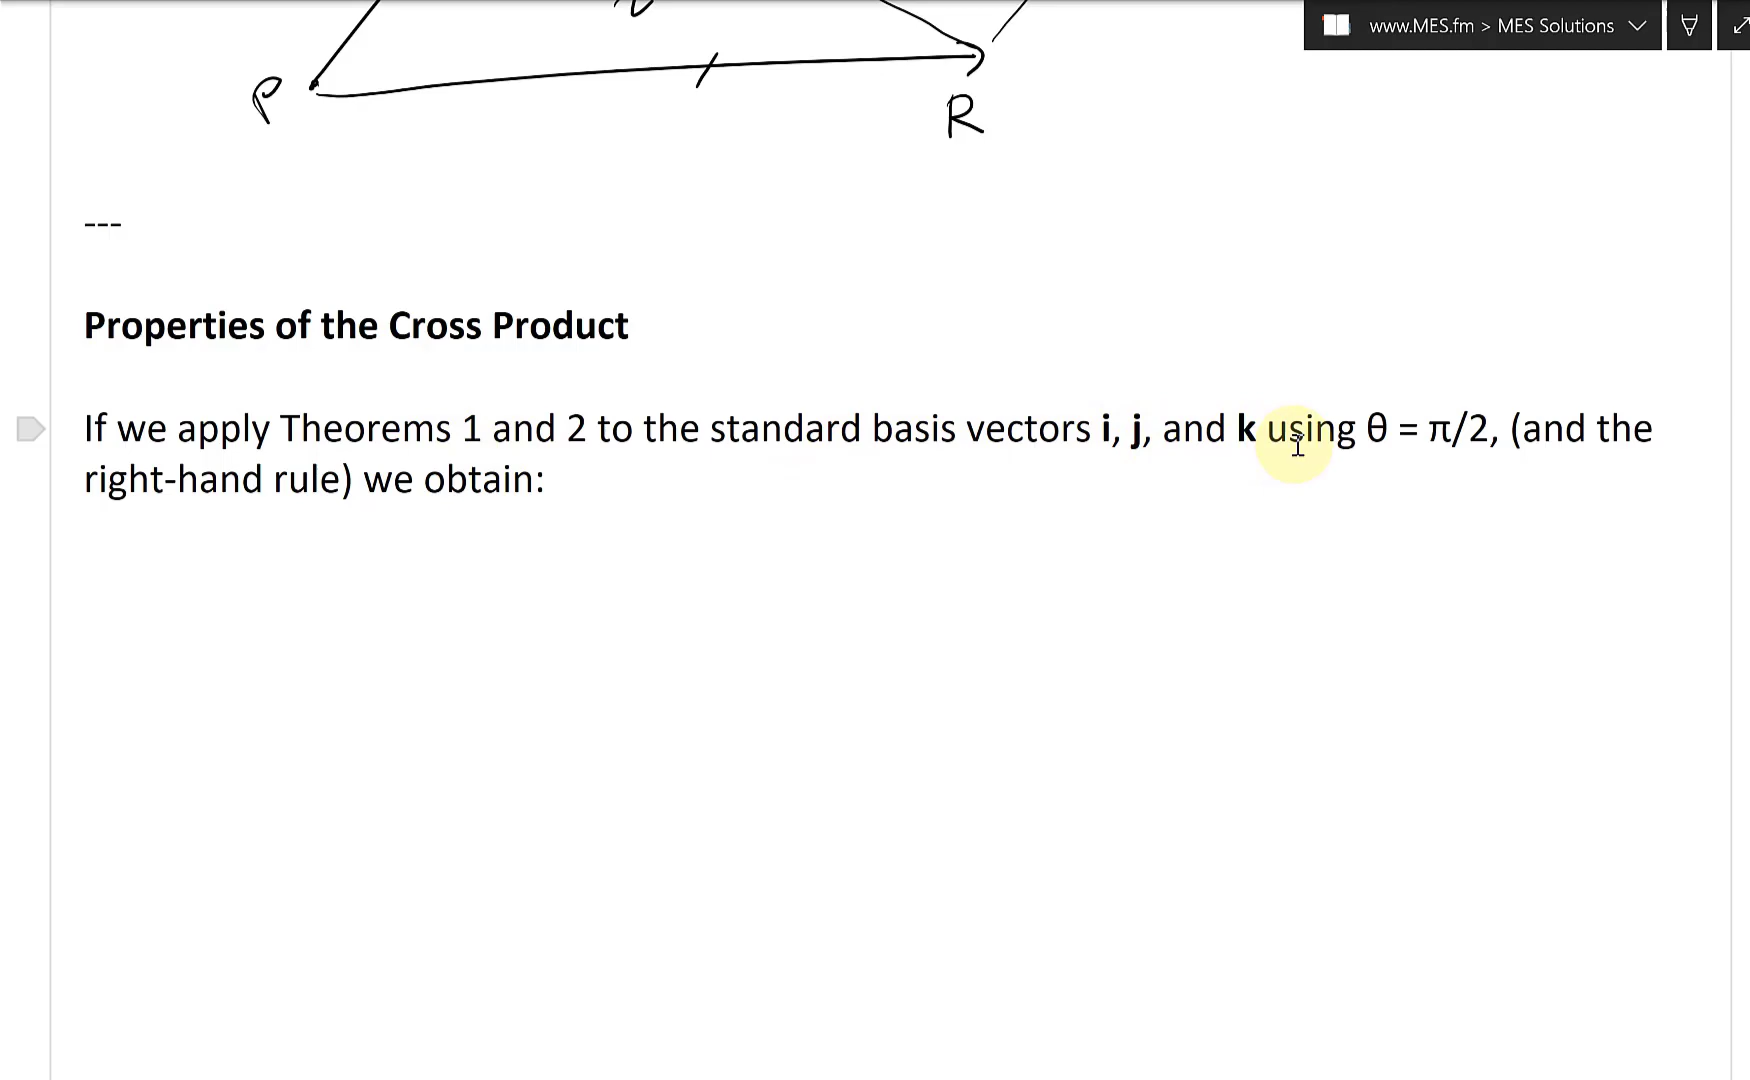 www.MES.fm > MES Solutions
P
R
---
Properties of the Cross Product
If we apply Theorems 1 and 2 to the standard basis vectors i, j, and k using θ = π/2, (and the
right-hand rule) we obtain: